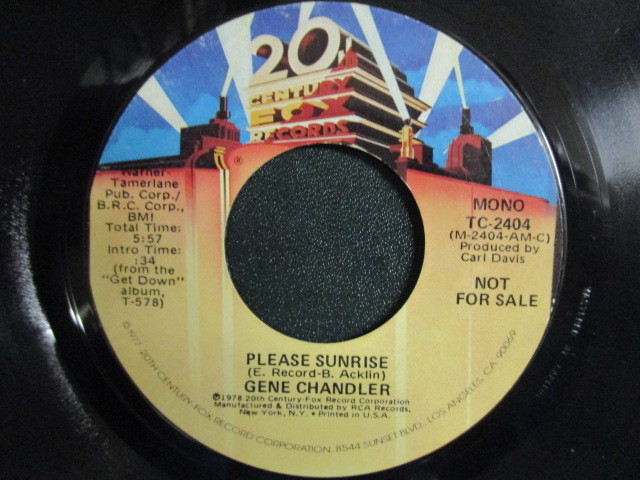 20th
CENTURY
FOX
RECORDS
®
Warner-
Tamerlane
Pub. Corp./
B.R.C. Corp.,
BMI
Total Time:
5:57
Intro Time:
:34
(from the
"Get Down"
album,
T-578)
MONO
TC-2404
(M-2404-AM-C)
Produced by
Carl Davis
NOT
FOR SALE
PLEASE SUNRISE
(E. Record-B. Acklin)
GENE CHANDLER
℗1978 20th Century-Fox Record Corporation
Manufactured & Distributed by RCA Records,
New York, N.Y. • Printed in U.S.A.
©1977 20TH CENTURY-FOX RECORD CORPORATION, 8544 SUNSET BLVD., LOS ANGELES, CA. 90069